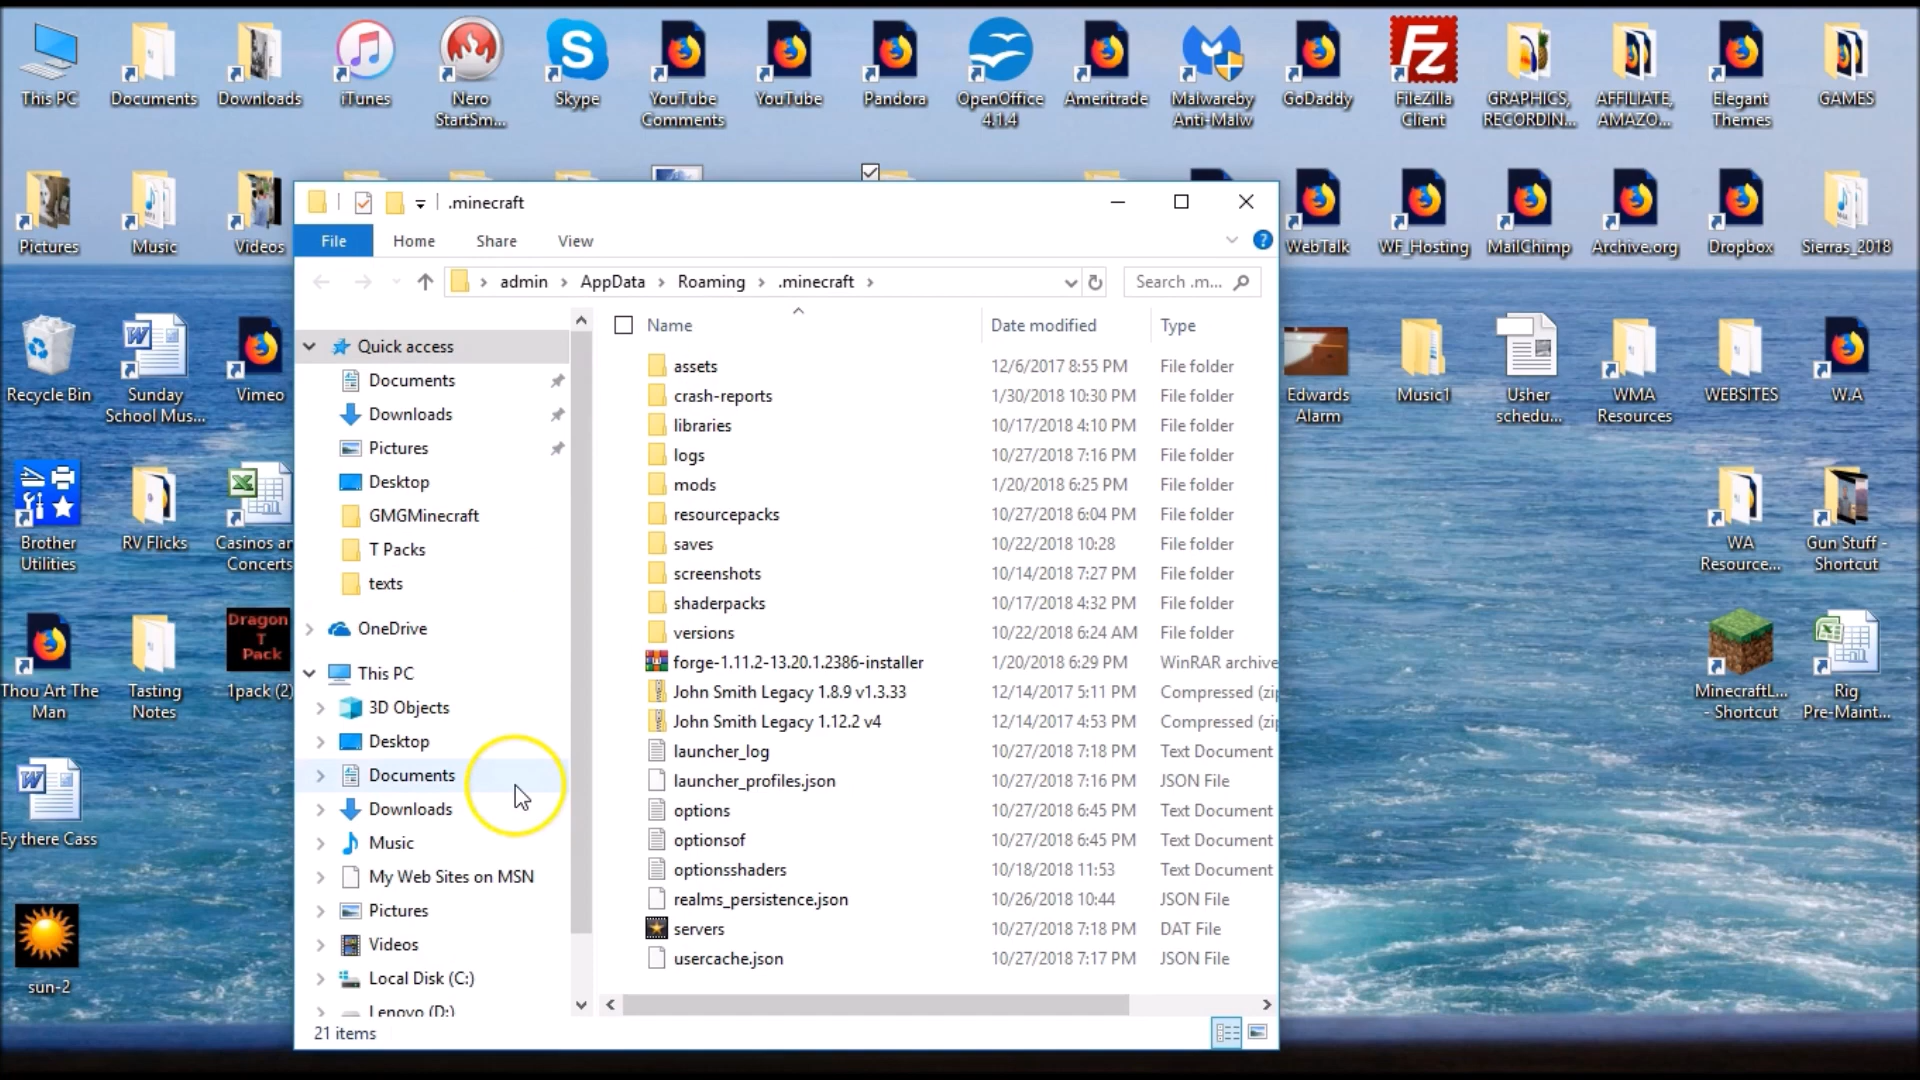 This PC
Documents
Downloads
iTunes
Nero
StartSm...
Skype
YouTube
Comments
YouTube
Pandora
OpenOffice
4.1.4
Ameritrade
Malwareby
Anti-Malw
GoDaddy
FileZilla
Client
GRAPHICS,
RECORDIN...
AFFILIATE,
AMAZO...
Elegant
Themes
GAMES
Pictures
Music
Videos
WebTalk
WF_Hosting
MailChimp
Archive.org
Dropbox
Sierras_2018
Recycle Bin
Sunday
School Mus...
Vimeo
Edwards
Alarm
Music1
Usher
schedu...
WMA
Resources
WEBSITES
W.A
Brother
Utilities
RV Flicks
Casinos an
Concerts
WA
Resource...
Gun Stuff -
Shortcut
Thou Art The
Man
Tasting
Notes
Dragon
T
Pack
1pack (2)
MinecraftL...
- Shortcut
Rig
Pre-Maint...
Ey there Cass
sun-2
.minecraft
File
Home
Share
View
admin
AppData
Roaming
.minecraft
Search .m...
Quick access
Documents
Downloads
Pictures
Desktop
GMGMinecraft
T Packs
texts
OneDrive
This PC
3D Objects
Desktop
Documents
Downloads
Music
My Web Sites on MSN
Pictures
Videos
Local Disk (C:)
Lenovo (D:)
Name Date modified Type
assets 12/6/2017 8:55 PM File folder
crash-reports 1/30/2018 10:30 PM File folder
libraries 10/17/2018 4:10 PM File folder
logs 10/27/2018 7:16 PM File folder
mods 1/20/2018 6:25 PM File folder
resourcepacks 10/27/2018 6:04 PM File folder
saves 10/22/2018 10:28 File folder
screenshots 10/14/2018 7:27 PM File folder
shaderpacks 10/17/2018 4:32 PM File folder
versions 10/22/2018 6:24 AM File folder
forge-1.11.2-13.20.1.2386-installer 1/20/2018 6:29 PM WinRAR archive
John Smith Legacy 1.8.9 v1.3.33 12/14/2017 5:11 PM Compressed (zip
John Smith Legacy 1.12.2 v4 12/14/2017 4:53 PM Compressed (zip
launcher_log 10/27/2018 7:18 PM Text Document
launcher_profiles.json 10/27/2018 7:16 PM JSON File
options 10/27/2018 6:45 PM Text Document
optionsof 10/27/2018 6:45 PM Text Document
optionsshaders 10/18/2018 11:53 Text Document
realms_persistence.json 10/26/2018 10:44 JSON File
servers 10/27/2018 7:18 PM DAT File
usercache.json 10/27/2018 7:17 PM JSON File
21 items